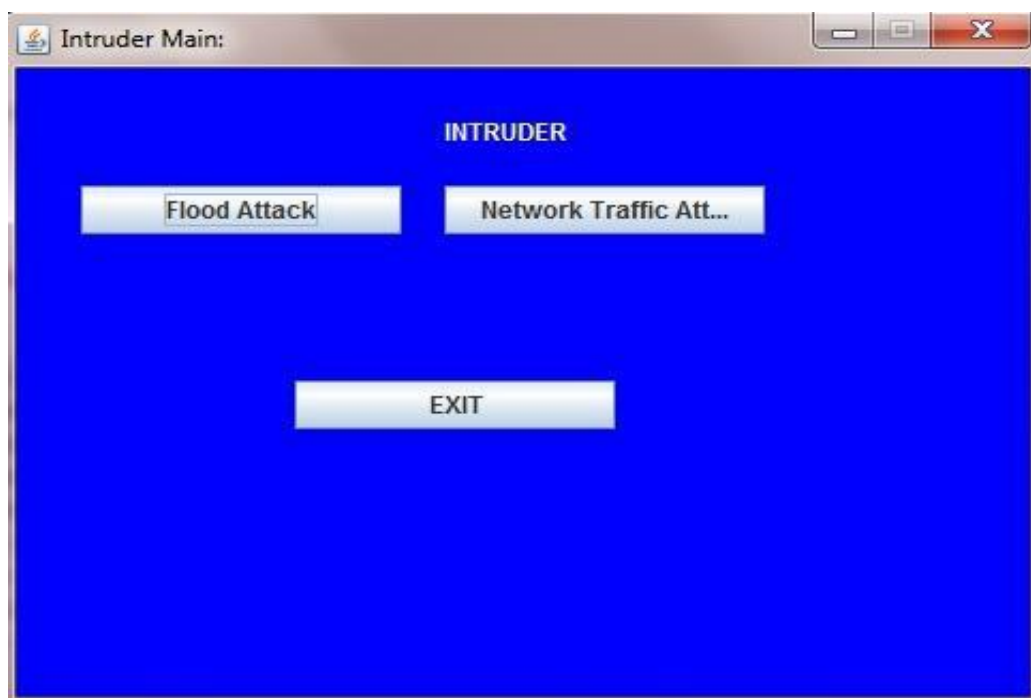 Intruder Main:
INTRUDER
Flood Attack
Network Traffic Att...
EXIT